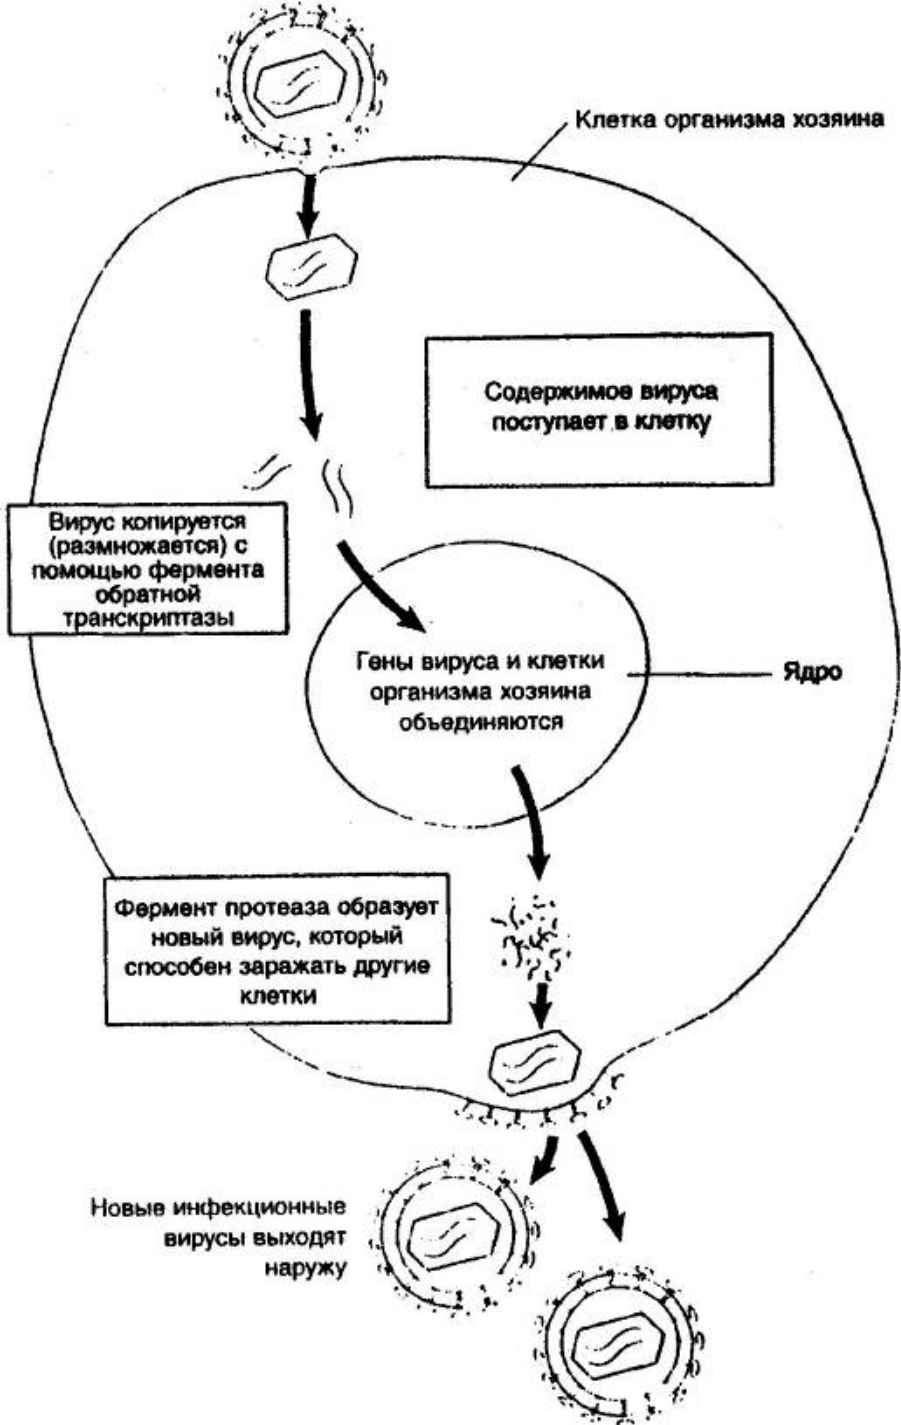 Клетка организма хозяина
Содержимое вируса
поступает в клетку
Вирус копируется
(размножается) с
помощью фермента
обратной
транскриптазы
Гены вируса и клетки
организма хозяина
объединяются
Ядро
Фермент протеаза образует
новый вирус, который
способен заражать другие
клетки
Новые инфекционные
вирусы выходят
наружу